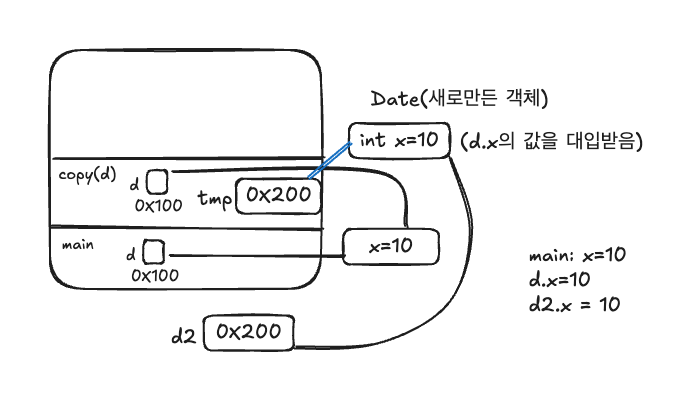 Date(새로만든 객체)
int x=10 (d.x의 값을 대입받음)
copy(d) d
0x100
tmp 0x200
main d
0x100
x=10
main: x=10
d.x=10
d2.x = 10
d2 0x200